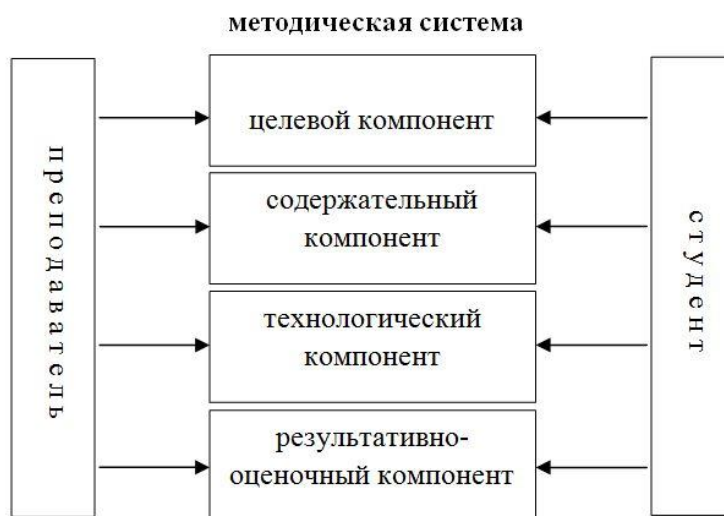 методическая система
преподаватель
целевой компонент
содержательный
компонент
технологический
компонент
результативно-
оценочный компонент
студент